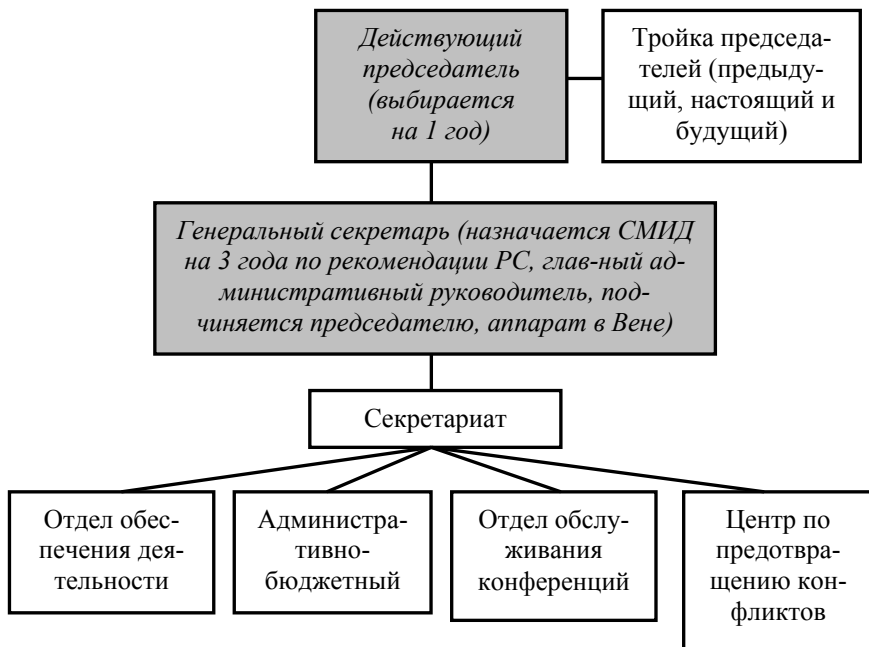 Действующий
председатель
(выбирается
на 1 год)
Тройка председа-
телей (предыду-
щий, настоящий и
будущий)
Генеральный секретарь (назначается СМИД
на 3 года по рекомендации РС, глав-ный ад-
министративный руководитель, под-
чиняется председателю, аппарат в Вене)
Секретариат
Отдел обес-
печения дея-
тельности
Администра-
тивно-
бюджетный
Отдел обслу-
живания
конференций
Центр по
предотвра-
щению кон-
фликтов